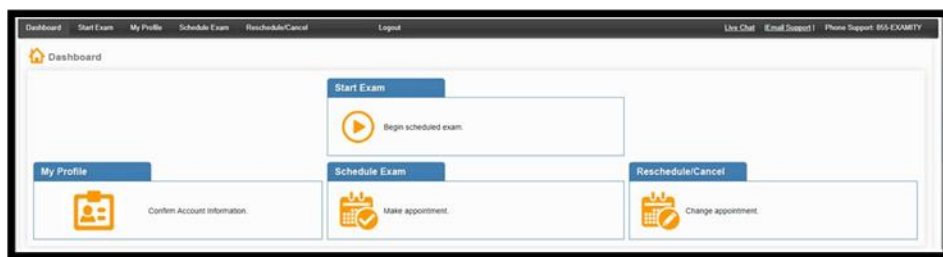 Dashboard Start Exam My Profile Schedule Exam Reschedule/Cancel Logout Live Chat |Email Support | Phone Support: 855-EXAMITY
Dashboard
Start Exam
Begin scheduled exam.
My Profile
Confirm Account Information.
Schedule Exam
Make appointment.
Reschedule/Cancel
Change appointment.